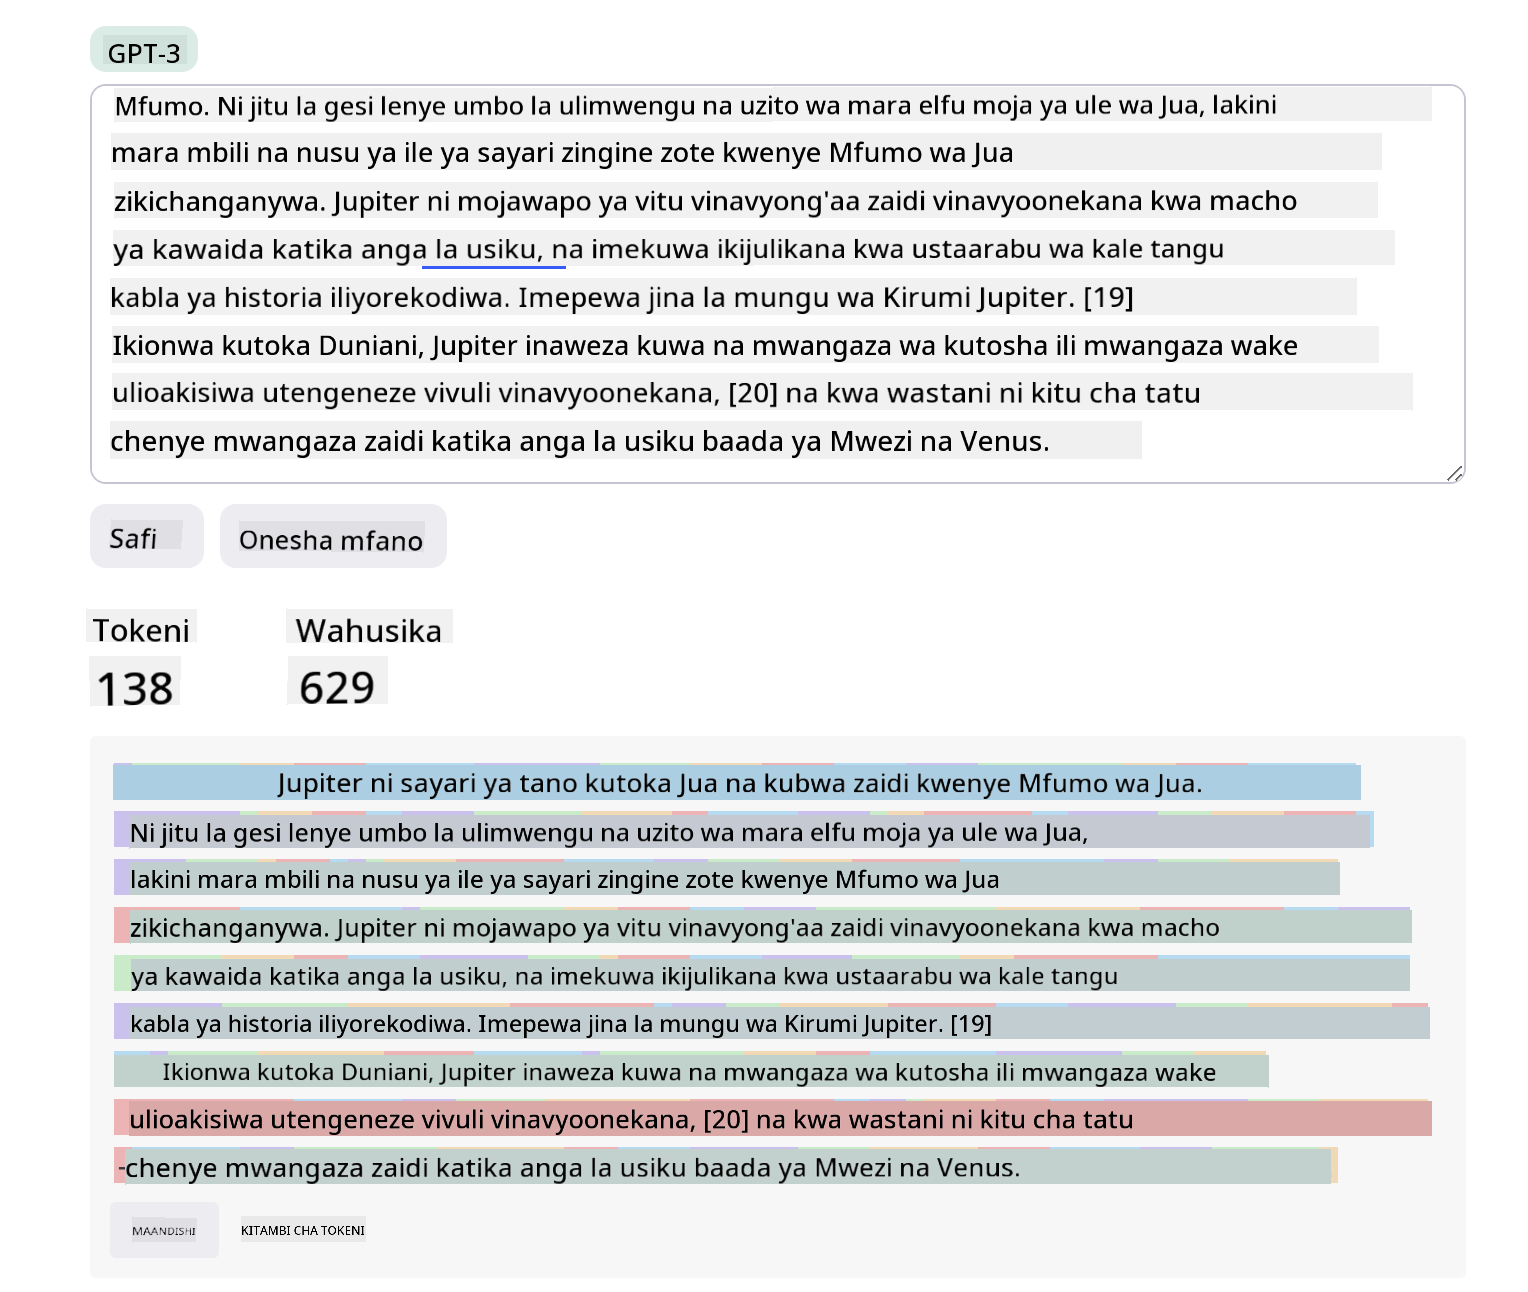 GPT-3
Mfumo. Ni jitu la gesi lenye umbo la ulimwengu na uzito wa mara elfu moja ya ule wa Jua, lakini
mara mbili na nusu ya ile ya sayari zingine zote kwenye Mfumo wa Jua
zikichanganywa. Jupiter ni mojawapo ya vitu vinavyong'aa zaidi vinavyoonekana kwa macho
ya kawaida katika anga la usiku, na imekuwa ikijulikana kwa ustaarabu wa kale tangu
kabla ya historia iliyorekodiwa. Imepewa jina la mungu wa Kirumi Jupiter. [19]
Ikionwa kutoka Duniani, Jupiter inaweza kuwa na mwangaza wa kutosha ili mwangaza wake
ulioakisiwa utengeneze vivuli vinavyoonekana, [20] na kwa wastani ni kitu cha tatu
chenye mwangaza zaidi katika anga la usiku baada ya Mwezi na Venus.
Safi
Onesha mfano
Tokeni
Wahusika
138
629
Jupiter ni sayari ya tano kutoka Jua na kubwa zaidi kwenye Mfumo wa Jua.
Ni jitu la gesi lenye umbo la ulimwengu na uzito wa mara elfu moja ya ule wa Jua,
lakini mara mbili na nusu ya ile ya sayari zingine zote kwenye Mfumo wa Jua
zikichanganywa. Jupiter ni mojawapo ya vitu vinavyong'aa zaidi vinavyoonekana kwa macho
ya kawaida katika anga la usiku, na imekuwa ikijulikana kwa ustaarabu wa kale tangu
kabla ya historia iliyorekodiwa. Imepewa jina la mungu wa Kirumi Jupiter. [19]
Ikionwa kutoka Duniani, Jupiter inaweza kuwa na mwangaza wa kutosha ili mwangaza wake
ulioakisiwa utengeneze vivuli vinavyoonekana, [20] na kwa wastani ni kitu cha tatu
-chenye mwangaza zaidi katika anga la usiku baada ya Mwezi na Venus.
MAANDISHI
KITAMBI CHA TOKENI